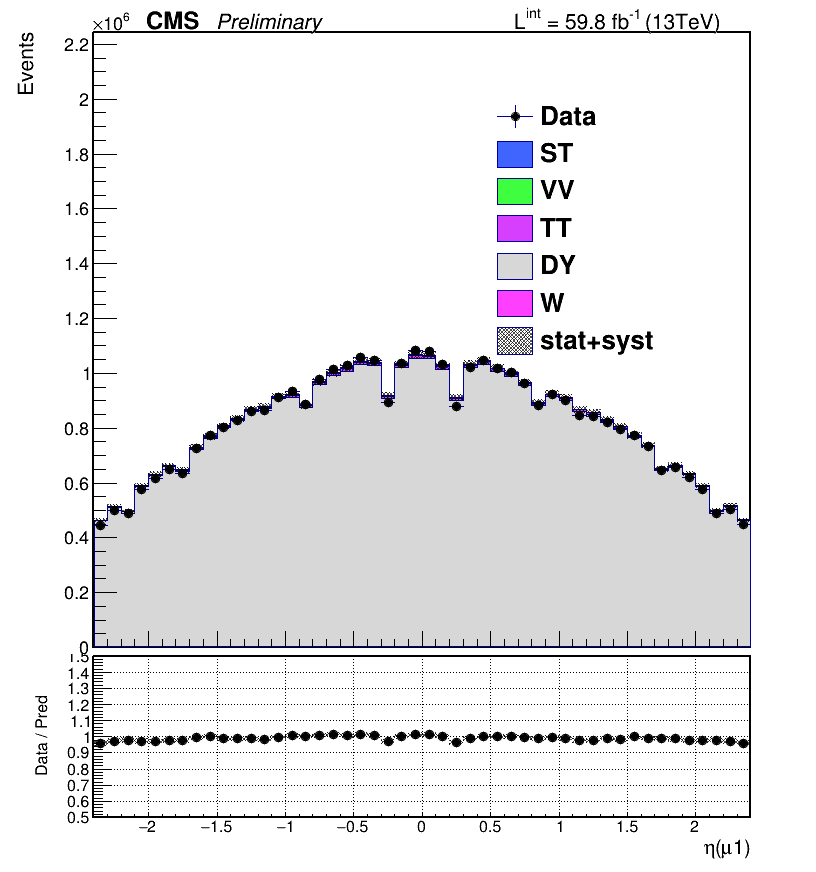 ×10⁶ CMS Preliminary L^int = 59.8 fb⁻¹ (13TeV)
Events
2.2
2
1.8
1.6
1.4
1.2
1
0.8
0.6
0.4
0.2
0
Data
ST
VV
TT
DY
W
stat+syst
Data / Pred
1.5
1.4
1.3
1.2
1.1
1
0.9
0.8
0.7
0.6
0.5
−2 −1.5 −1 −0.5 0 0.5 1 1.5 2
η(μ1)